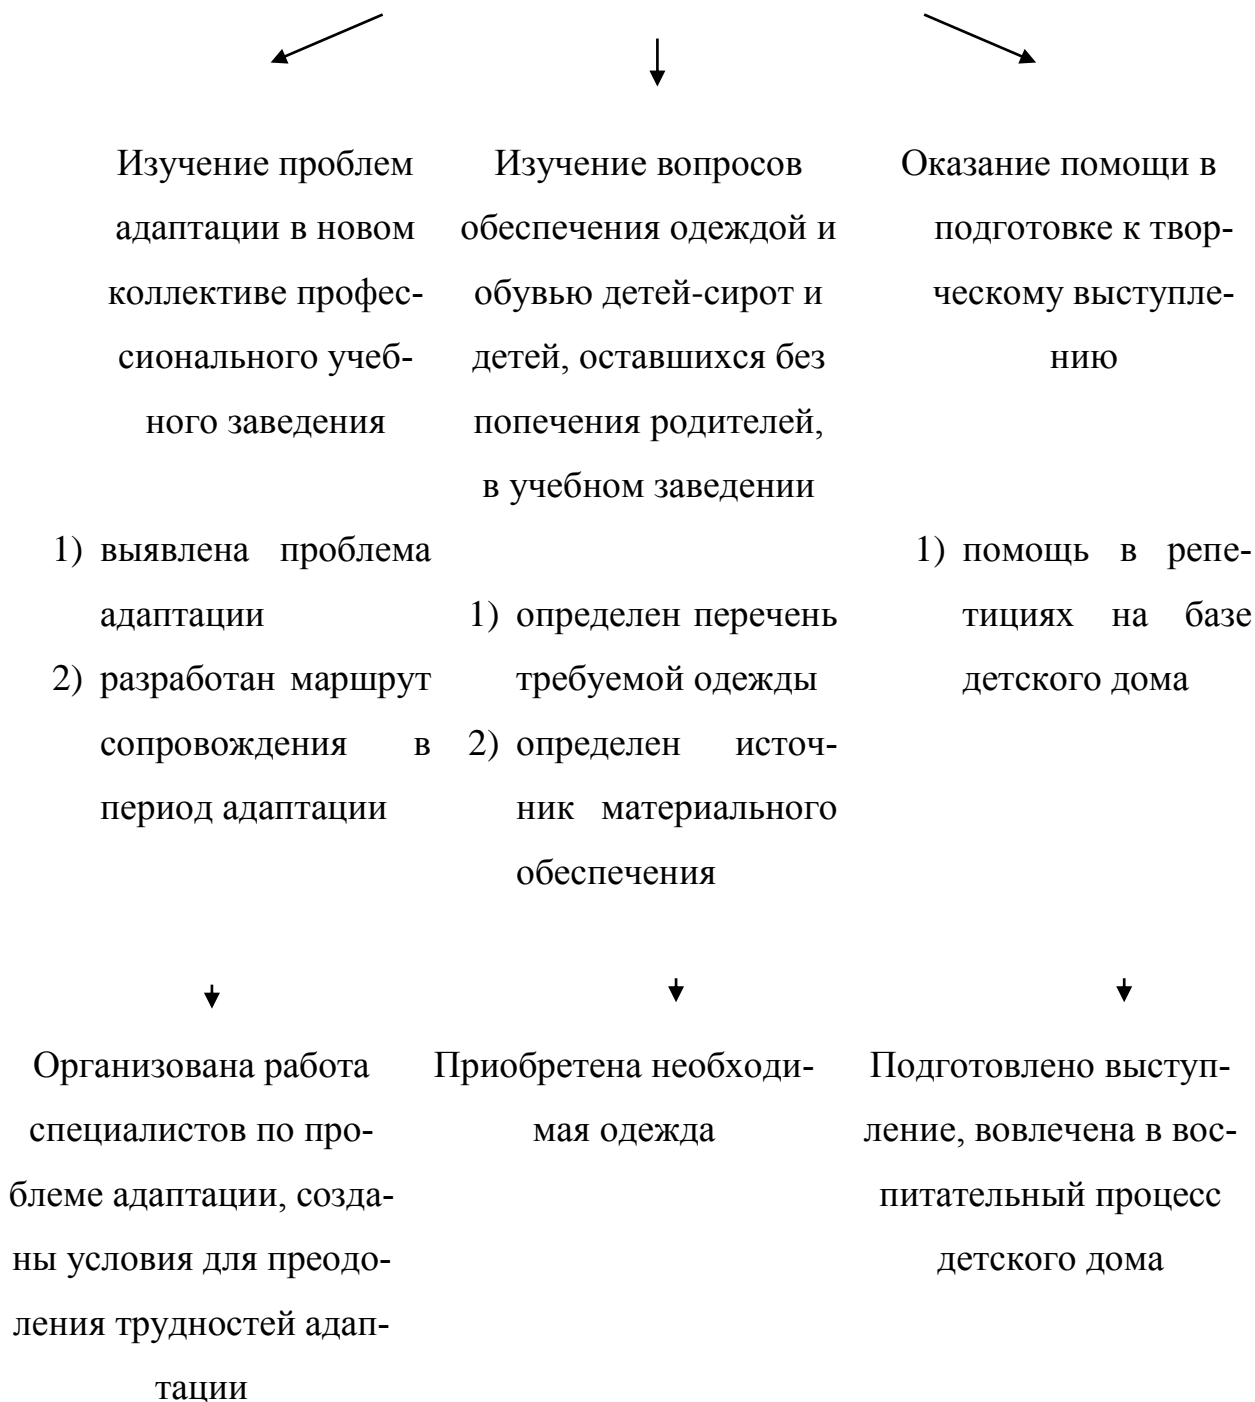 Изучение проблем
адаптации в новом
коллективе профес-
сионального учеб-
ного заведения
1) выявлена проблема
адаптации
2) разработан маршрут
сопровождения в
период адаптации
Изучение вопросов
обеспечения одеждой и
обувью детей-сирот и
детей, оставшихся без
попечения родителей,
в учебном заведении
1) определен перечень
требуемой одежды
2) определен источ-
ник материального
обеспечения
Оказание помощи в
подготовке к твор-
ческому выступле-
нию
1) помощь в репе-
тициях на базе
детского дома
Организована работа
специалистов по про-
блеме адаптации, созда-
ны условия для преодо-
ления трудностей адап-
тации
Приобретена необходи-
мая одежда
Подготовлено выступ-
ление, вовлечена в вос-
питательный процесс
детского дома